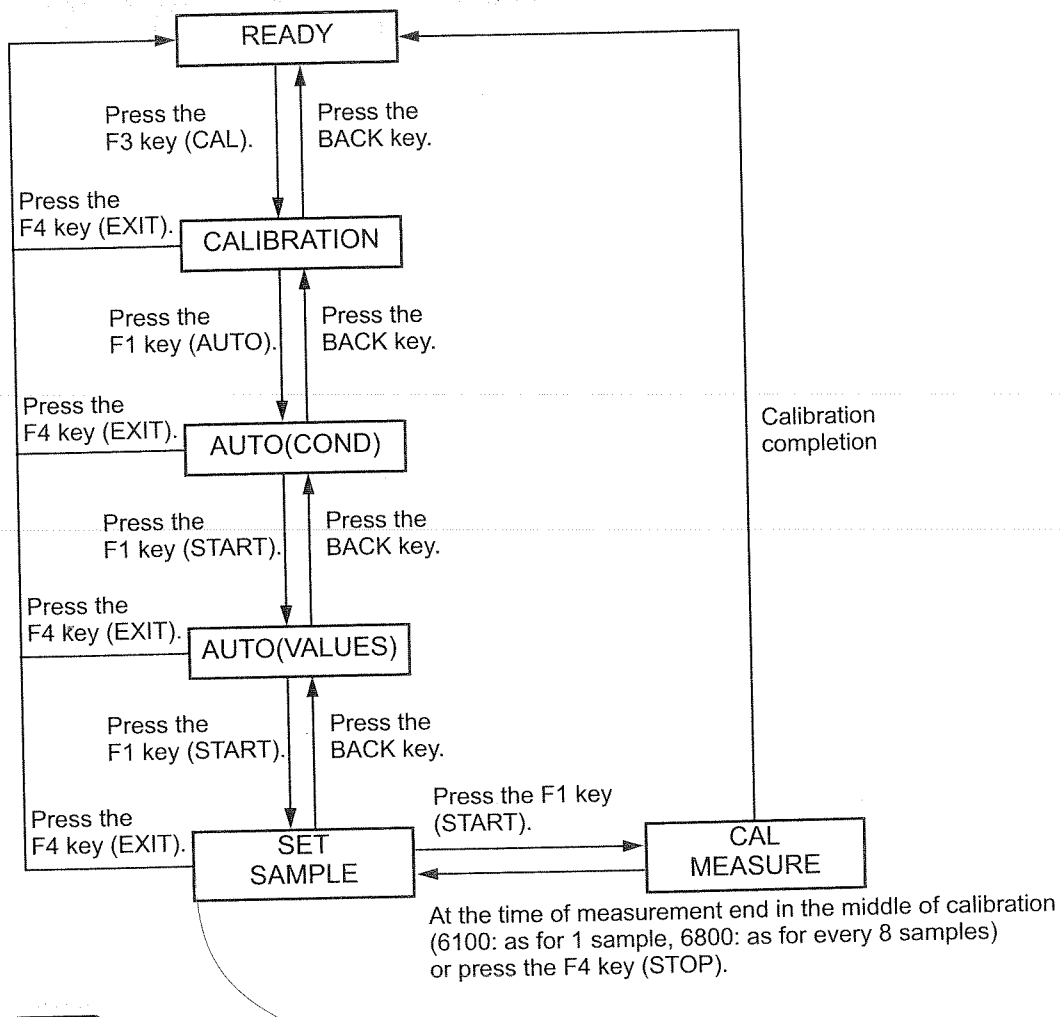 READY
Press the
F3 key (CAL).
Press the
BACK key.
Press the
F4 key (EXIT).
CALIBRATION
Press the
F1 key (AUTO).
Press the
BACK key.
Press the
F4 key (EXIT).
AUTO(COND)
Calibration
completion
Press the
F1 key (START).
Press the
BACK key.
Press the
F4 key (EXIT).
AUTO(VALUES)
Press the
F1 key (START).
Press the
BACK key.
Press the
F4 key (EXIT).
SET
SAMPLE
Press the F1 key
(START).
CAL
MEASURE
At the time of measurement end in the middle of calibration
(6100: as for 1 sample, 6800: as for every 8 samples)
or press the F4 key (STOP).